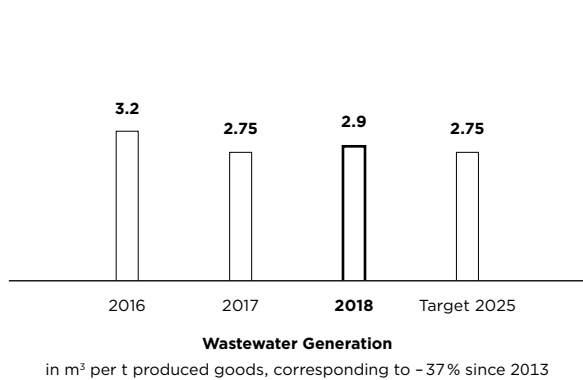 3.2
2.75
2.9
2.75
2016
2017
2018
Target 2025
Wastewater Generation
in m³ per t produced goods, corresponding to – 37 % since 2013